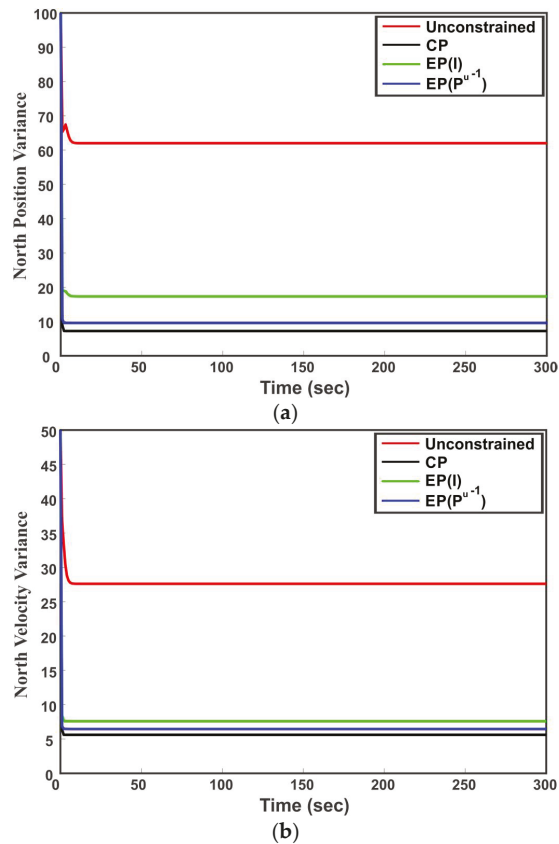 100
90
80
70
60
50
40
30
20
10
0
North Position Variance
Unconstrained
CP
EP(I)
EP(Pᵘ⁻¹)
0 50 100 150 200 250 300
Time (sec)
(a)
50
45
40
35
30
25
20
15
10
5
0
North Velocity Variance
Unconstrained
CP
EP(I)
EP(Pᵘ⁻¹)
0 50 100 150 200 250 300
Time (sec)
(b)